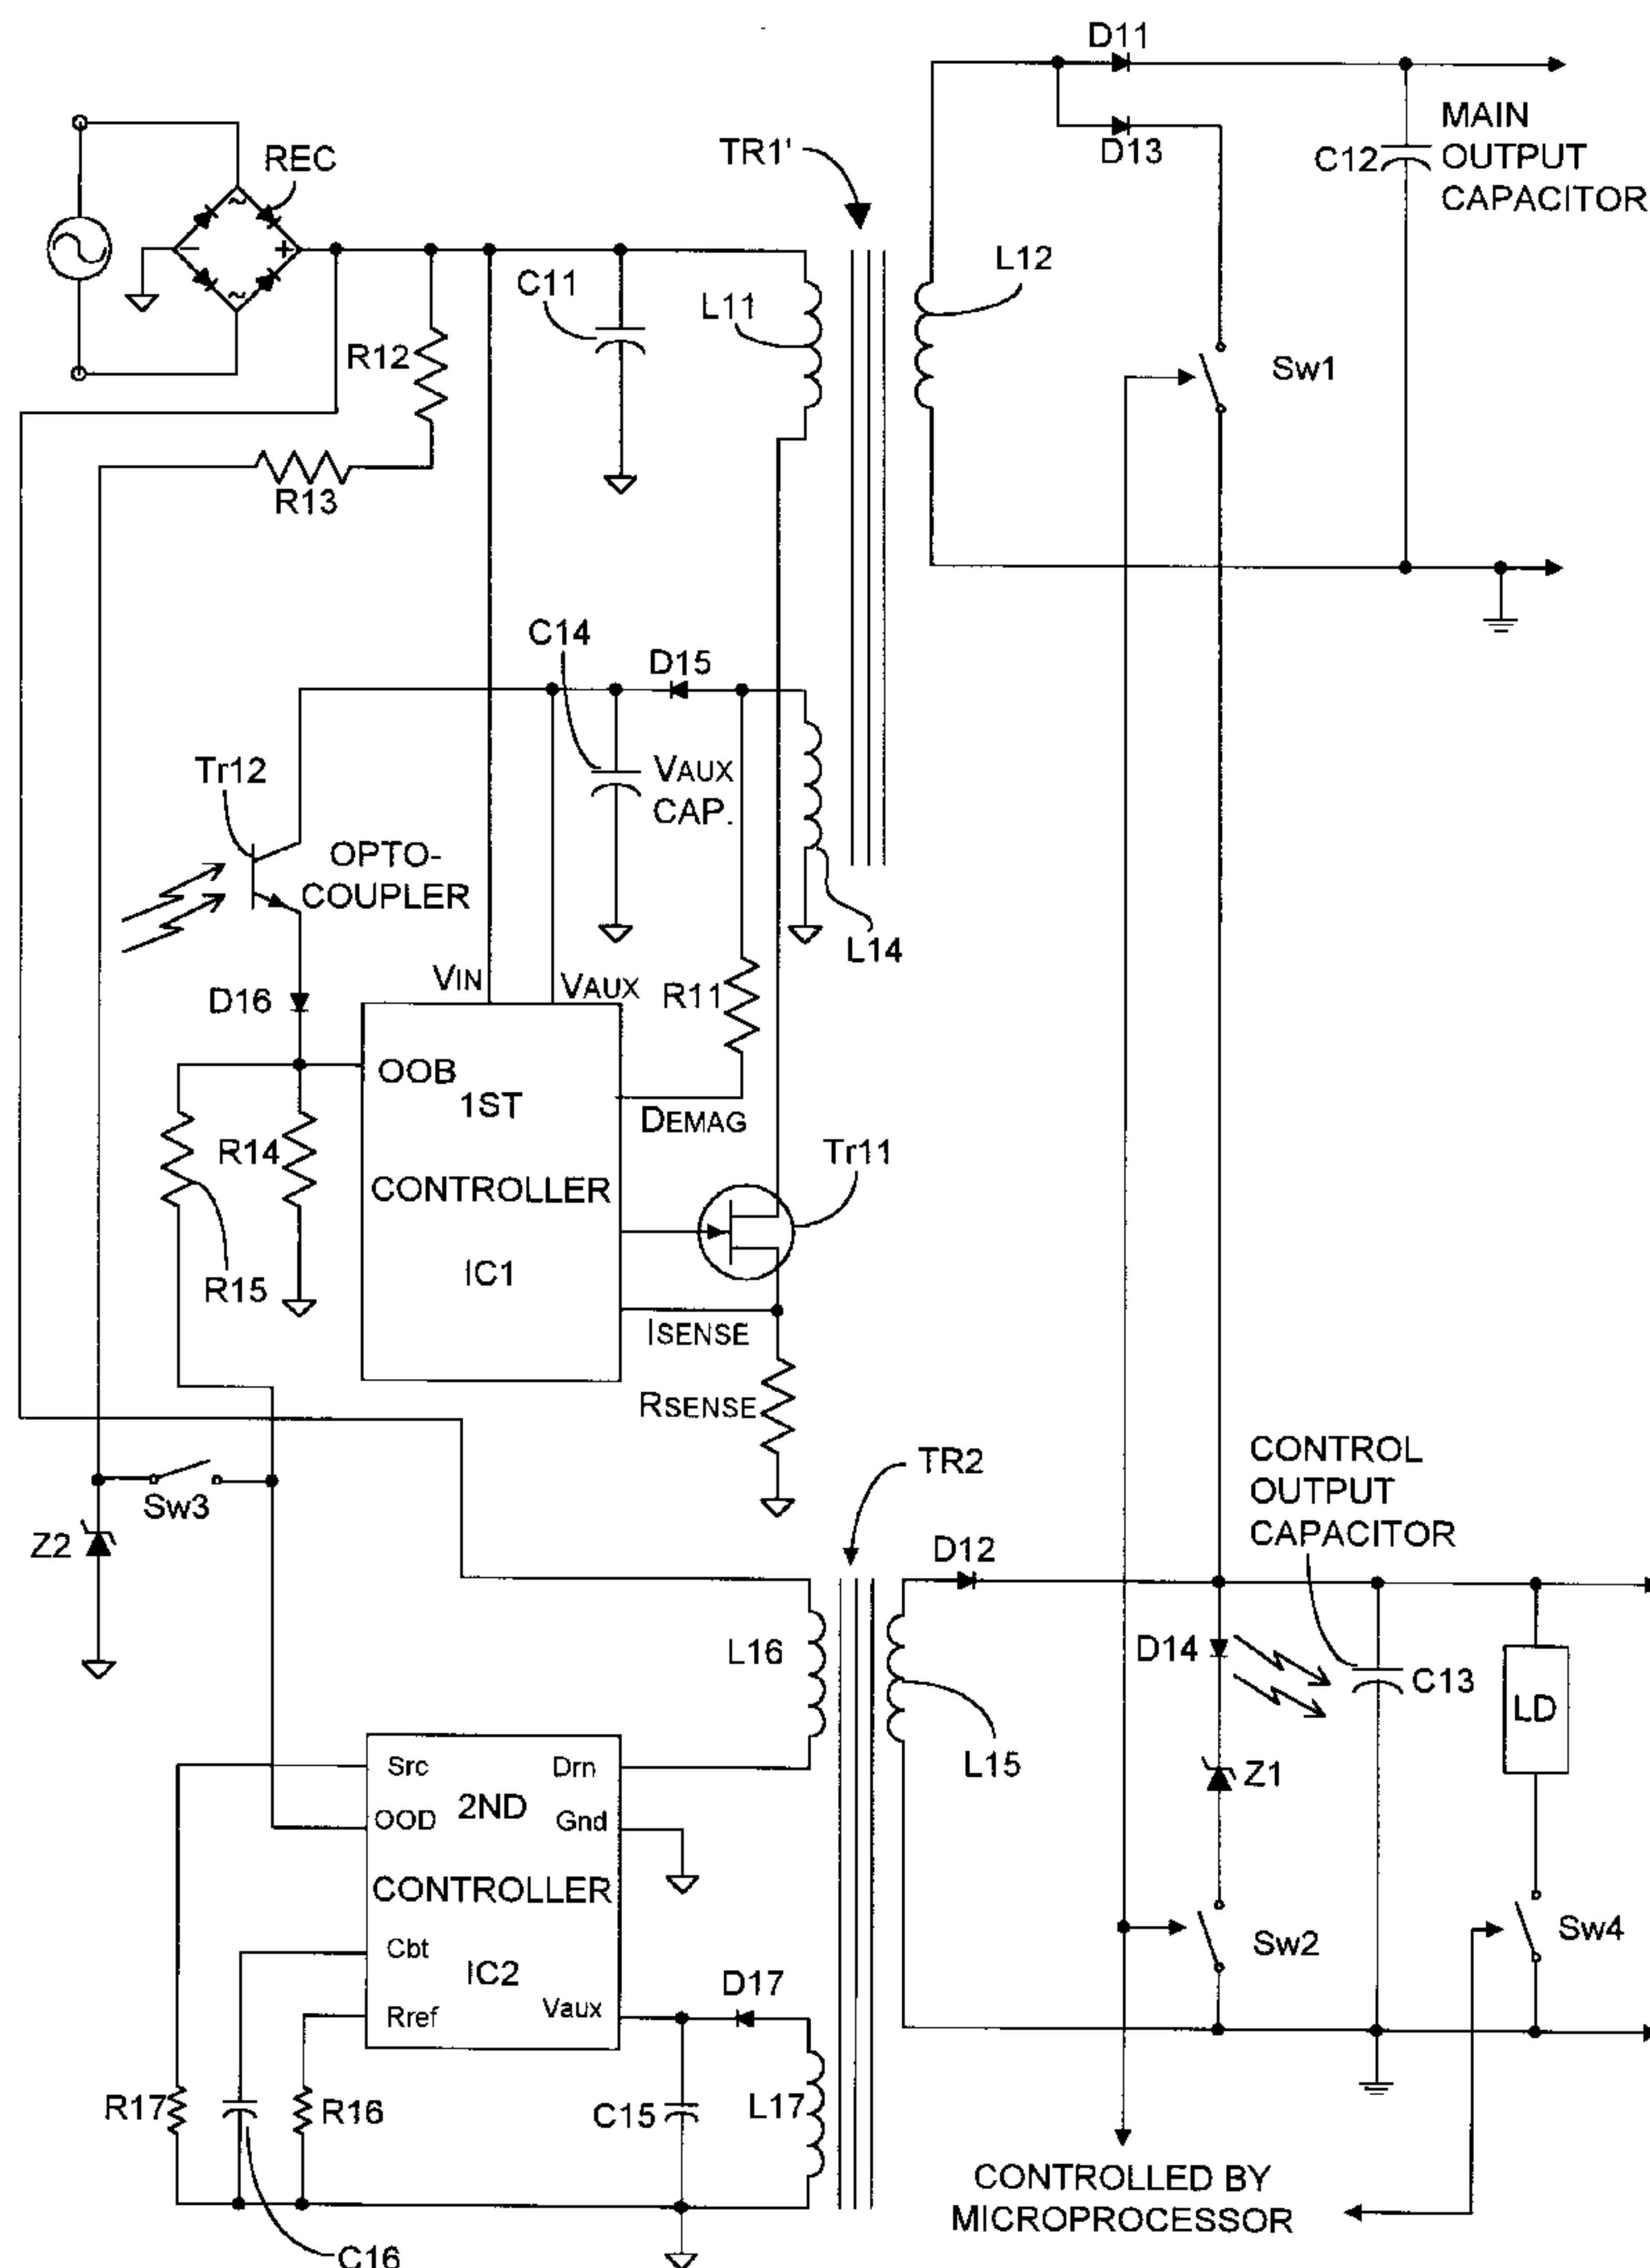 D11
D13
MAIN
OUTPUT
CAPACITOR
C12
TR1'
REC
~
−
+
~
C11
L11
L12
R12
Sw1
R13
C14
D15
VAUX
CAP.
Tr12
OPTO-
COUPLER
L14
VIN
VAUX
R11
D16
OOB
1ST
CONTROLLER
IC1
DEMAG
Tr11
R14
R15
ISENSE
RSENSE
TR2
CONTROL
OUTPUT
CAPACITOR
Sw3
Z2
D12
L16
D14
C13
LD
L15
Z1
Src
Drn
2ND
OOD
Gnd
CONTROLLER
Cbt
IC2
Rref
Vaux
D17
Sw2
Sw4
R17
R16
C15
L17
C16
CONTROLLED BY
MICROPROCESSOR